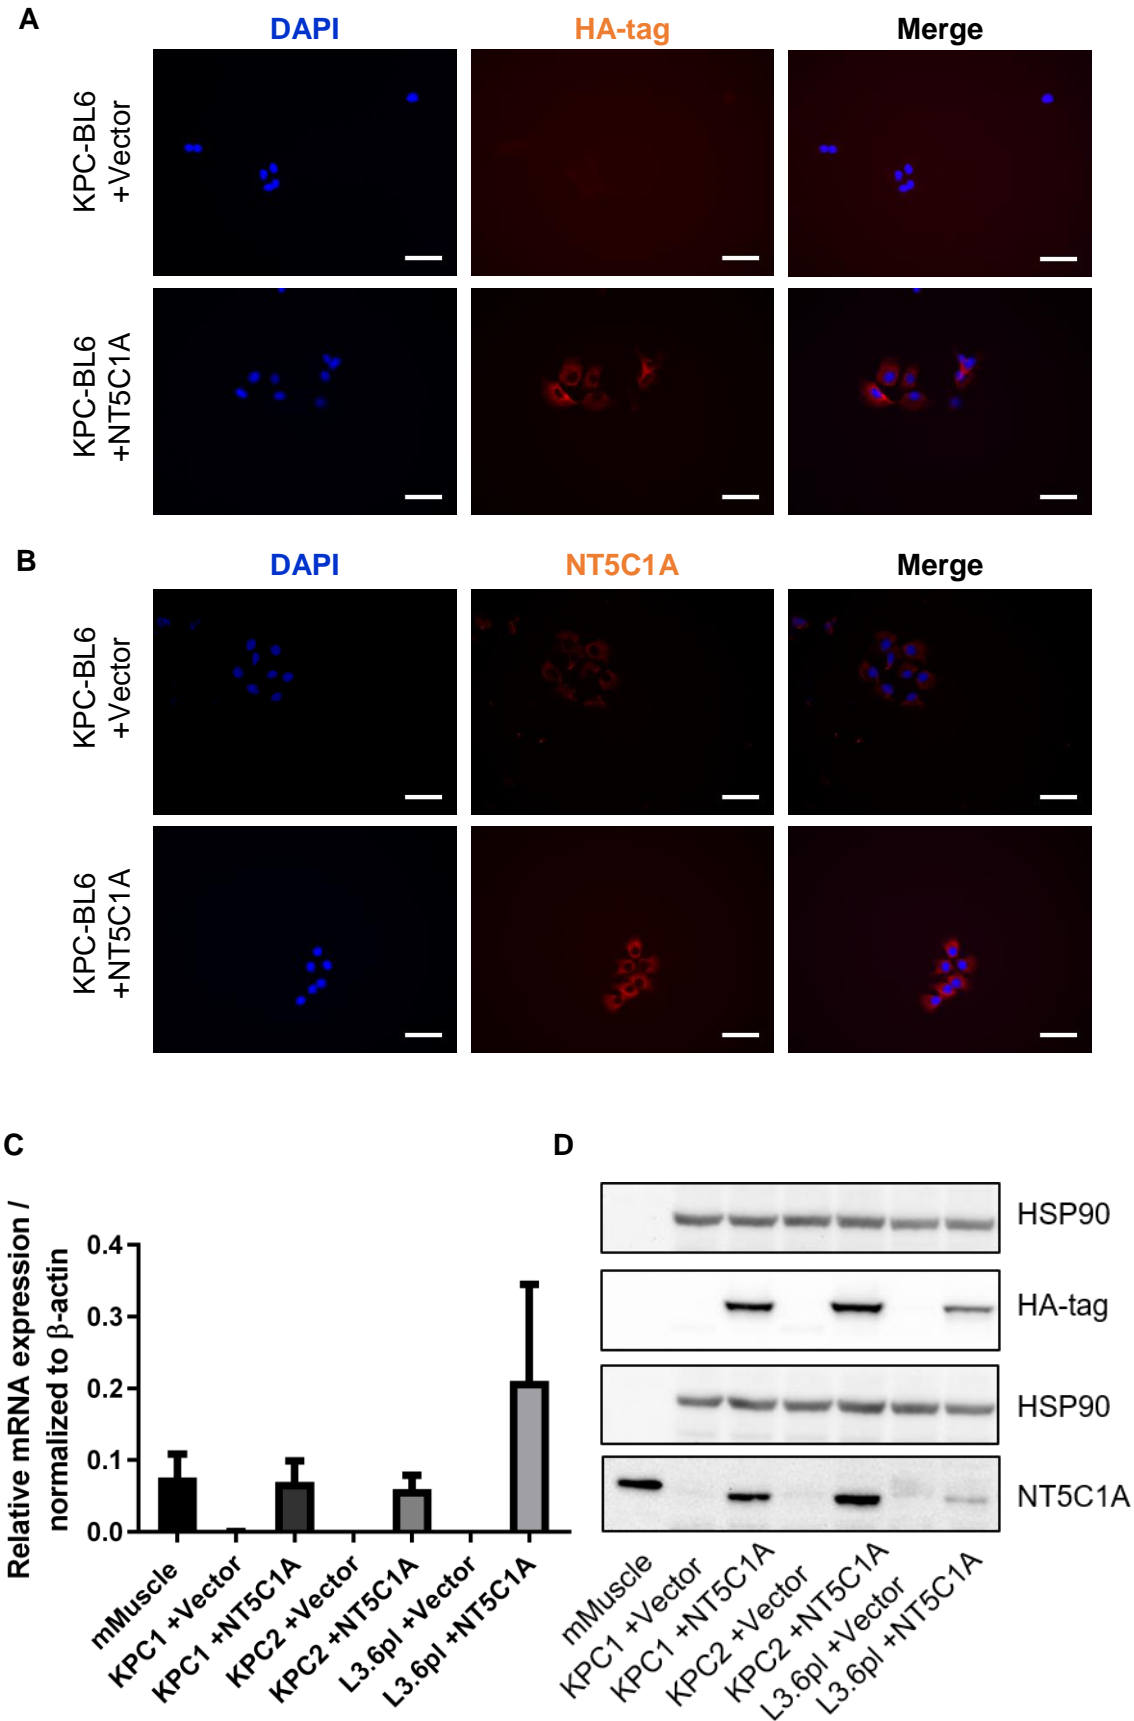 A
DAPI
HA-tag
Merge
KPC-BL6
+Vector
KPC-BL6
+NT5C1A
B
DAPI
NT5C1A
Merge
KPC-BL6
+Vector
KPC-BL6
+NT5C1A
C
Relative mRNA expression /
normalized to β-actin
0.4
0.3
0.2
0.1
0.0
mMuscle
KPC1 +Vector
KPC1 +NT5C1A
KPC2 +Vector
KPC2 +NT5C1A
L3.6pl +Vector
L3.6pl +NT5C1A
D
HSP90
HA-tag
HSP90
NT5C1A
mMuscle
KPC1 +Vector
KPC1 +NT5C1A
KPC2 +Vector
KPC2 +NT5C1A
L3.6pl +Vector
L3.6pl +NT5C1A